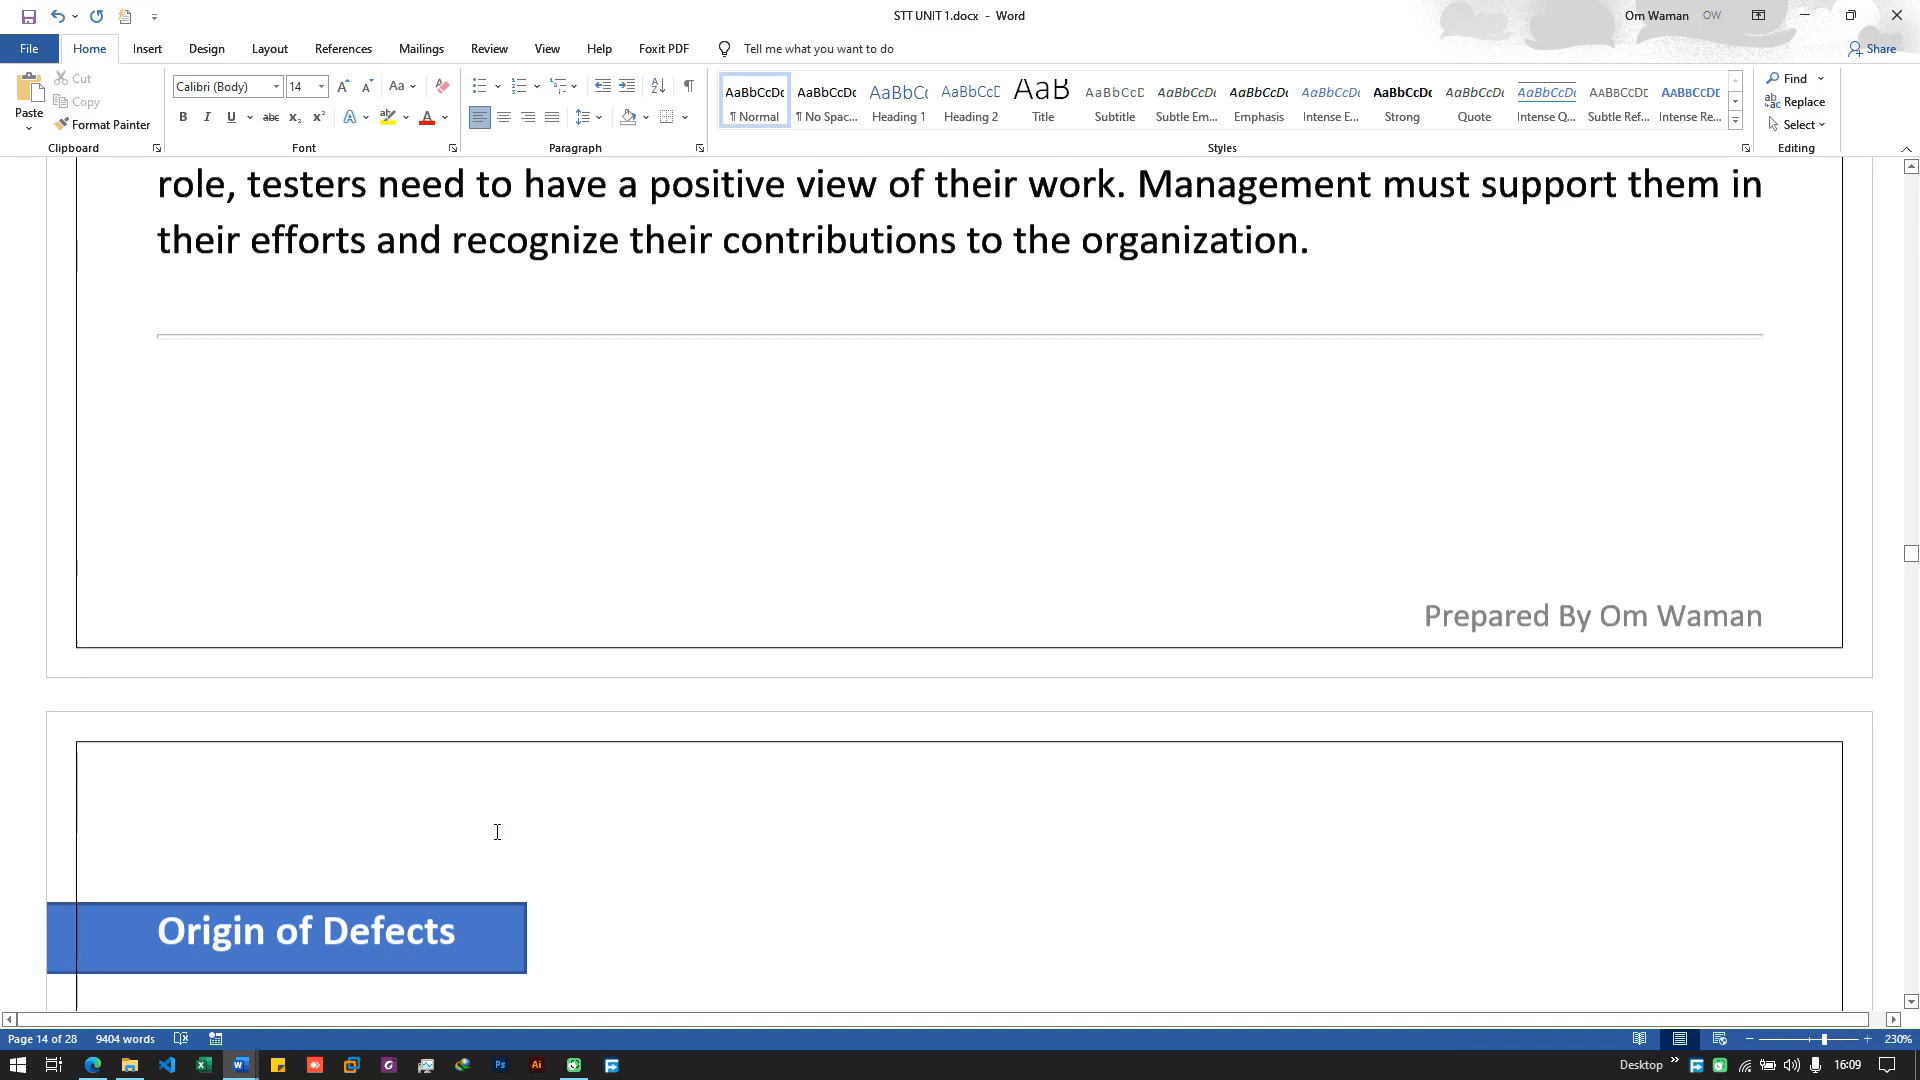 STT UNIT 1.docx - Word
Om Waman OW
File Home Insert Design Layout References Mailings Review View Help Foxit PDF Tell me what you want to do Share
Paste
Cut
Copy
Format Painter
Clipboard
Calibri (Body) 14
Font
Paragraph
AaBbCcDc AaBbCcDc AaBbC AaBbCcD AaB AaBbCcD AaBbCcDc AaBbCcDc AaBbCcDc AaBbCcDc AaBbCcDc AaBbCcDc AABBCCDE AABBCCDE
¶ Normal ¶ No Spac... Heading 1 Heading 2 Title Subtitle Subtle Em... Emphasis Intense E... Strong Quote Intense Q... Subtle Ref... Intense Re...
Styles
Find
Replace
Select
Editing
role, testers need to have a positive view of their work. Management must support them in
their efforts and recognize their contributions to the organization.
Prepared By Om Waman
Origin of Defects
Page 14 of 28 9404 words 230%
Desktop 16:09